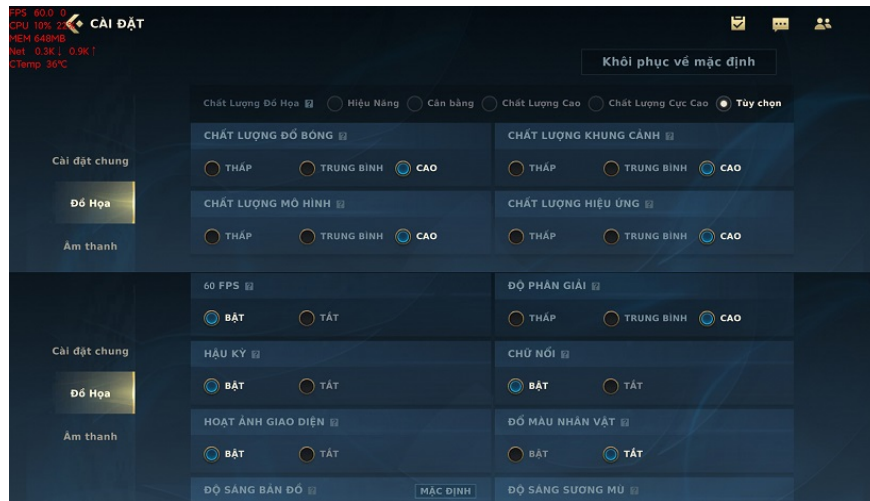 FPS 60.0 0
CPU 10% 22%
CÀI ĐẶT
MEM 648MB
Net 0.3K↓ 0.9K↑
CTemp 36°C
Khôi phục về mặc định
Chất Lượng Đồ Họa ? Hiệu Năng Cân bằng Chất Lượng Cao Chất Lượng Cực Cao Tùy chọn
CHẤT LƯỢNG ĐỔ BÓNG ? CHẤT LƯỢNG KHUNG CẢNH ?
Cài đặt chung
THẤP TRUNG BÌNH CAO THẤP TRUNG BÌNH CAO
Đồ Họa
CHẤT LƯỢNG MÔ HÌNH ? CHẤT LƯỢNG HIỆU ỨNG ?
Âm thanh
THẤP TRUNG BÌNH CAO THẤP TRUNG BÌNH CAO
60 FPS ? ĐỘ PHÂN GIẢI ?
BẬT TẮT THẤP TRUNG BÌNH CAO
Cài đặt chung
HẬU KỲ ? CHỮ NỔI ?
Đồ Họa
BẬT TẮT BẬT TẮT
HOẠT ẢNH GIAO DIỆN ? ĐỔ MÀU NHÂN VẬT ?
Âm thanh
BẬT TẮT BẬT TẮT
ĐỘ SÁNG BẢN ĐỒ ? MẶC ĐỊNH ĐỘ SÁNG SƯƠNG MÙ ?